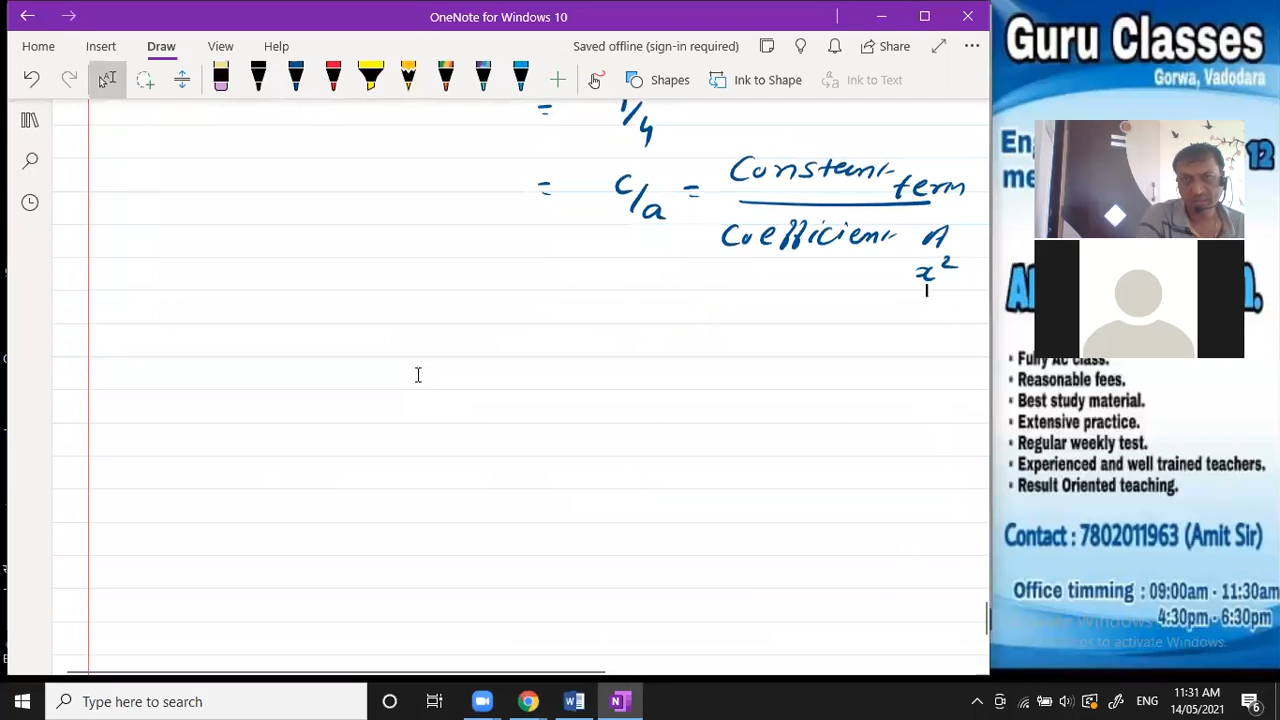 OneNote for Windows 10
Home Insert Draw View Help
Saved offline (sign-in required)
Share
Shapes
Ink to Shape
Ink to Text
= 1/4
= c/a = Constant term
Coefficient of
x²
Guru Classes
Gorwa, Vadodara
12
Fully AC class.
Reasonable fees.
Best study material.
Extensive practice.
Regular weekly test.
Experienced and well trained teachers.
Result Oriented teaching.
Contact : 7802011963 (Amit Sir)
Office timming : 09:00am - 11:30am
4:30pm - 6:30pm
Type here to search
ENG
11:31 AM
14/05/2021
6